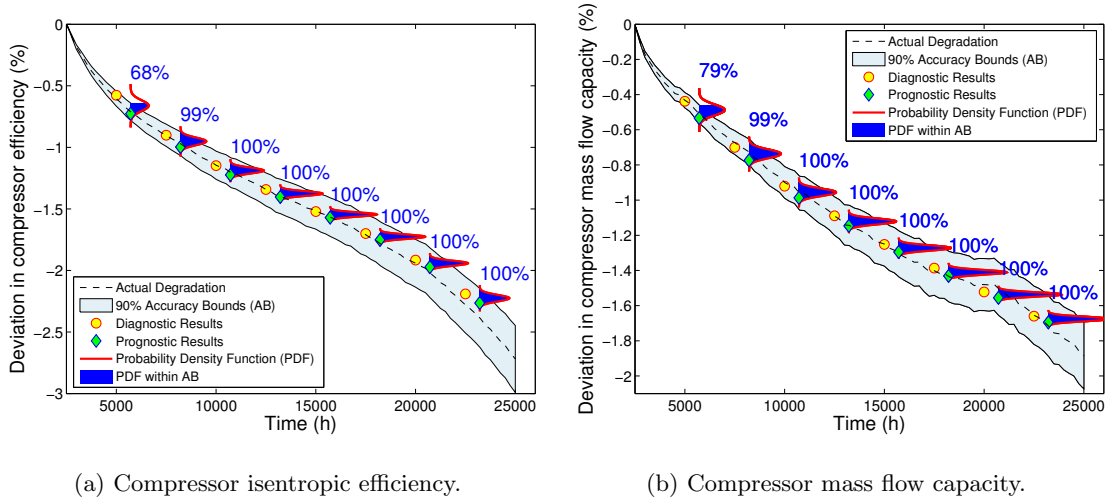 0
−0.5
−1
−1.5
−2
−2.5
−3
5000 10000 15000 20000 25000
Time (h)
Deviation in compressor efficiency (%)
68%
99%
100%
100%
100%
100%
100%
100%
Actual Degradation
90% Accuracy Bounds (AB)
Diagnostic Results
Prognostic Results
Probability Density Function (PDF)
PDF within AB
(a) Compressor isentropic efficiency.
0
−0.2
−0.4
−0.6
−0.8
−1
−1.2
−1.4
−1.6
−1.8
−2
5000 10000 15000 20000 25000
Time (h)
Deviation in compressor mass flow capacity (%)
79%
99%
100%
100%
100%
100%
100%
100%
Actual Degradation
90% Accuracy Bounds (AB)
Diagnostic Results
Prognostic Results
Probability Density Function (PDF)
PDF within AB
(b) Compressor mass flow capacity.